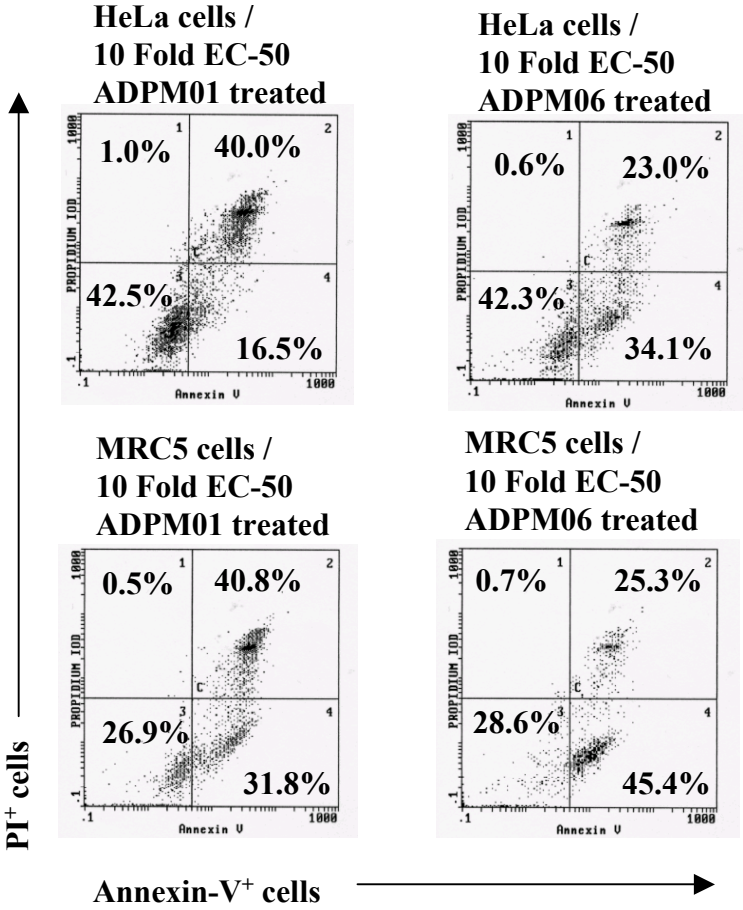 HeLa cells /
10 Fold EC-50
ADPM01 treated
1000
1
2
1.0%
40.0%
PROPIDIUM IOD
C
3
4
42.5%
16.5%
.1
.1
1000
Annexin V
HeLa cells /
10 Fold EC-50
ADPM06 treated
1000
1
2
0.6%
23.0%
PROPIDIUM IOD
C
3
4
42.3%
34.1%
.1
.1
1000
Annexin V
MRC5 cells /
10 Fold EC-50
ADPM01 treated
1000
1
2
0.5%
40.8%
PROPIDIUM IOD
C
3
4
26.9%
31.8%
.1
.1
1000
Annexin V
MRC5 cells /
10 Fold EC-50
ADPM06 treated
1000
1
2
0.7%
25.3%
PROPIDIUM IOD
C
3
4
28.6%
45.4%
.1
.1
1000
Annexin V
PI⁺ cells
Annexin-V⁺ cells